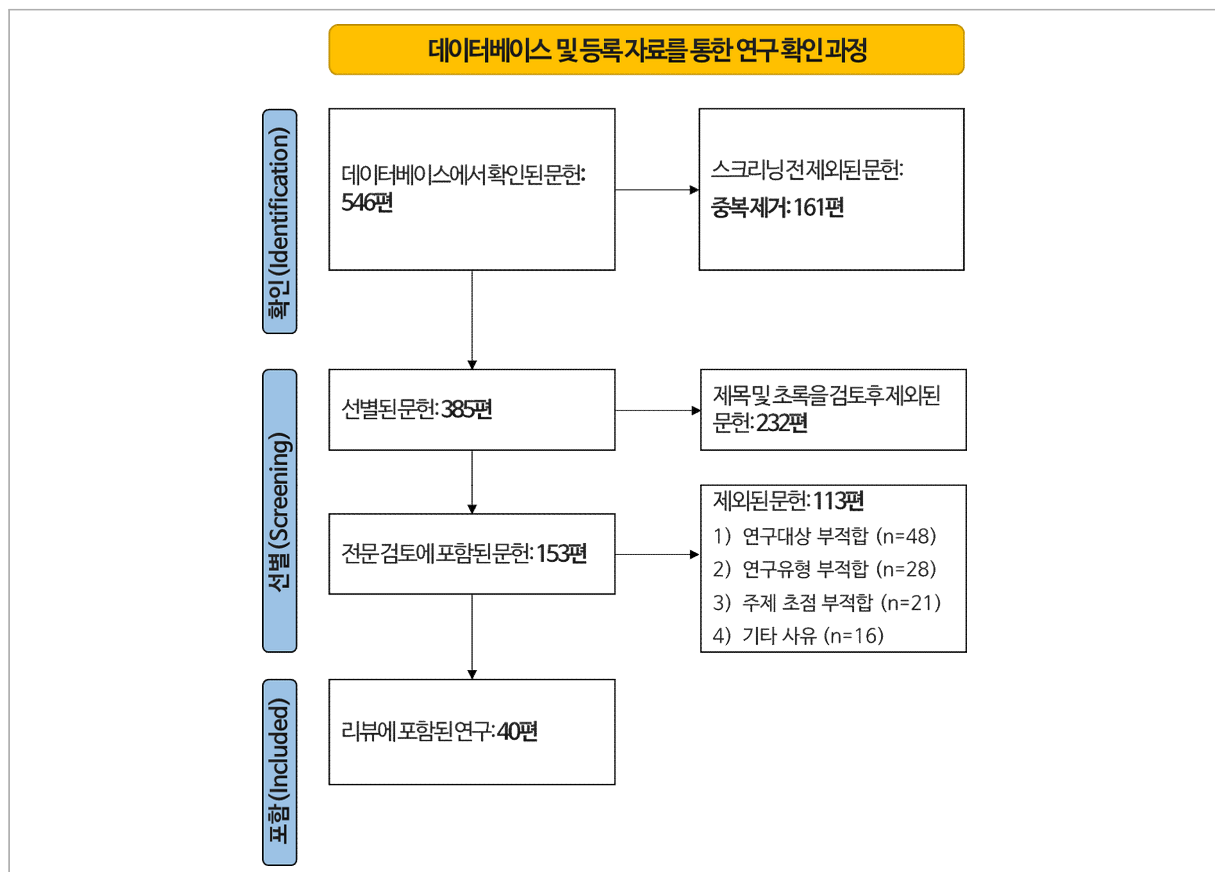 데이터베이스 및 등록 자료를 통한 연구 확인 과정
확인 (Identification)
데이터베이스에서 확인된 문헌:
546편
스크리닝 전 제외된 문헌:
중복 제거: 161편
선별 (Screening)
선별된 문헌: 385편
제목 및 초록을 검토 후 제외된
문헌: 232편
전문 검토에 포함된 문헌: 153편
제외된 문헌: 113편
1) 연구대상 부적합 (n=48)
2) 연구유형 부적합 (n=28)
3) 주제 초점 부적합 (n=21)
4) 기타 사유 (n=16)
포함 (Included)
리뷰에 포함된 연구: 40편